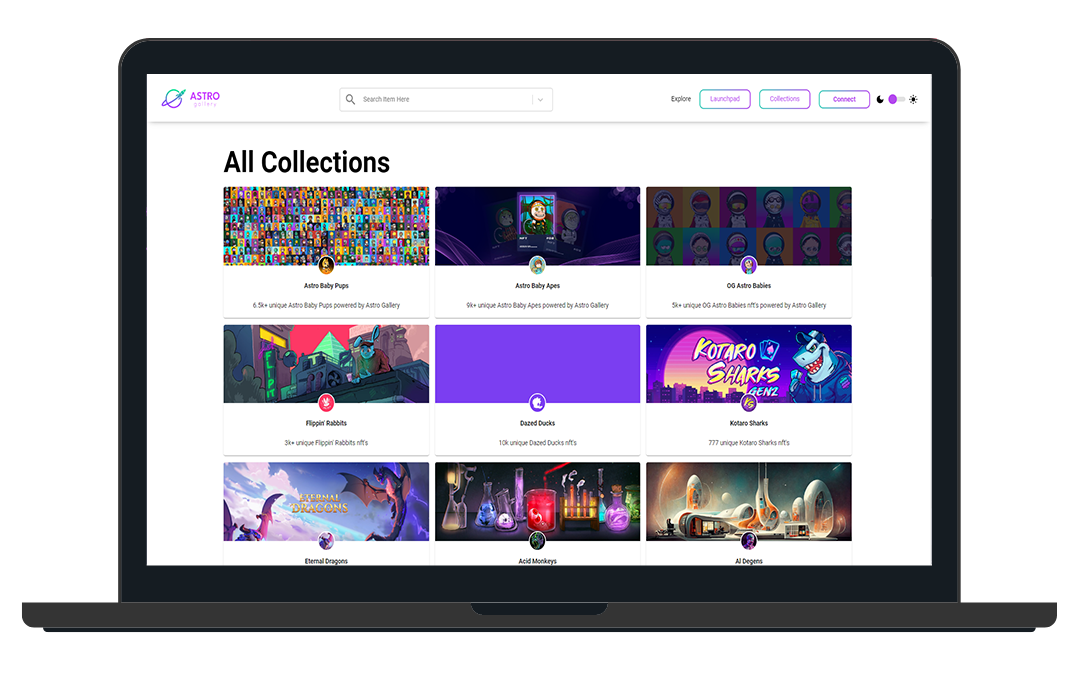 ASTRO
gallery
Search Item Here
Explore
Launchpad
Collections
Connect
All Collections
Astro Baby Pups
6.5k+ unique Astro Baby Pups powered by Astro Gallery
Astro Baby Apes
9k+ unique Astro Baby Apes powered by Astro Gallery
OG Astro Babies
5k+ unique OG Astro Babies nft's powered by Astro Gallery
FLIP IT
Flippin' Rabbits
3k+ unique Flippin' Rabbits nft's
Dazed Ducks
10k unique Dazed Ducks nft's
KOTARO
SHARKS
GEN2
KS
Kotaro Sharks
777 unique Kotaro Sharks nft's
ETERNAL
DRAGONS
Eternal Dragons
Acid Monkeys
AI Degens